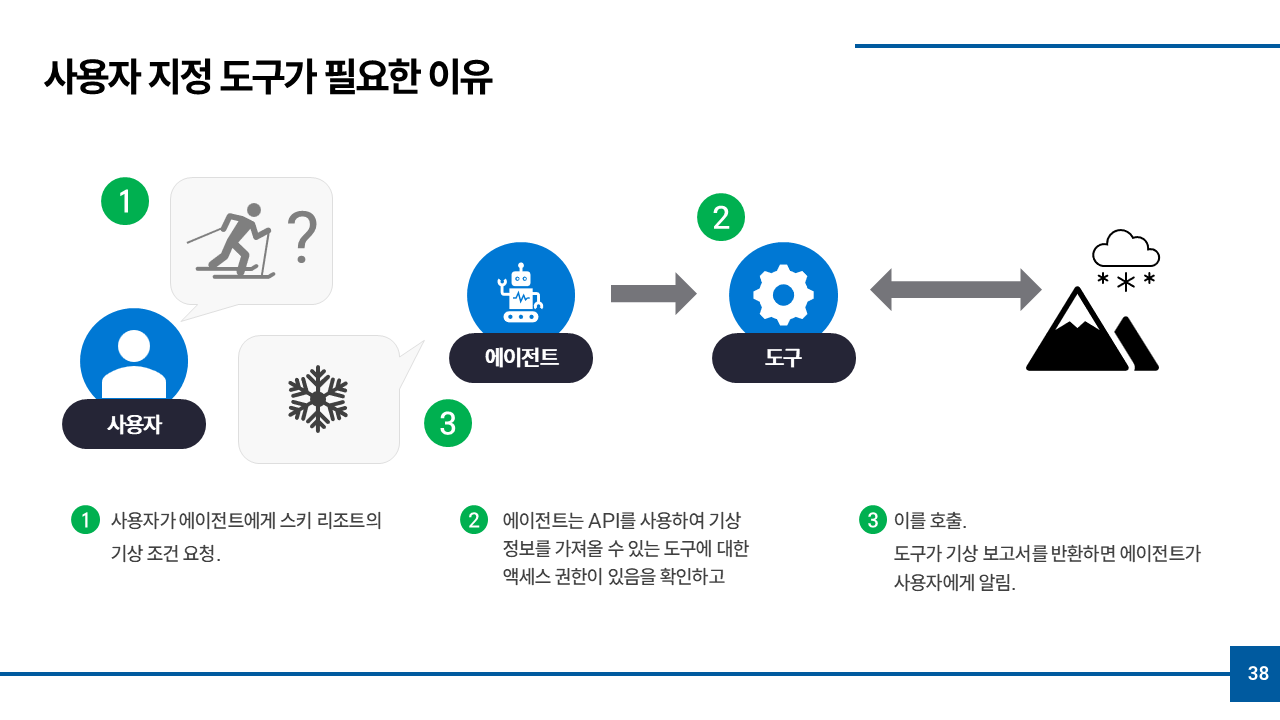 사용자 지정 도구가 필요한 이유
1
?
2
에이전트
도구
사용자
3
1 사용자가 에이전트에게 스키 리조트의
기상 조건 요청.
2 에이전트는 API를 사용하여 기상
정보를 가져올 수 있는 도구에 대한
액세스 권한이 있음을 확인하고
3 이를 호출.
도구가 기상 보고서를 반환하면 에이전트가
사용자에게 알림.
38